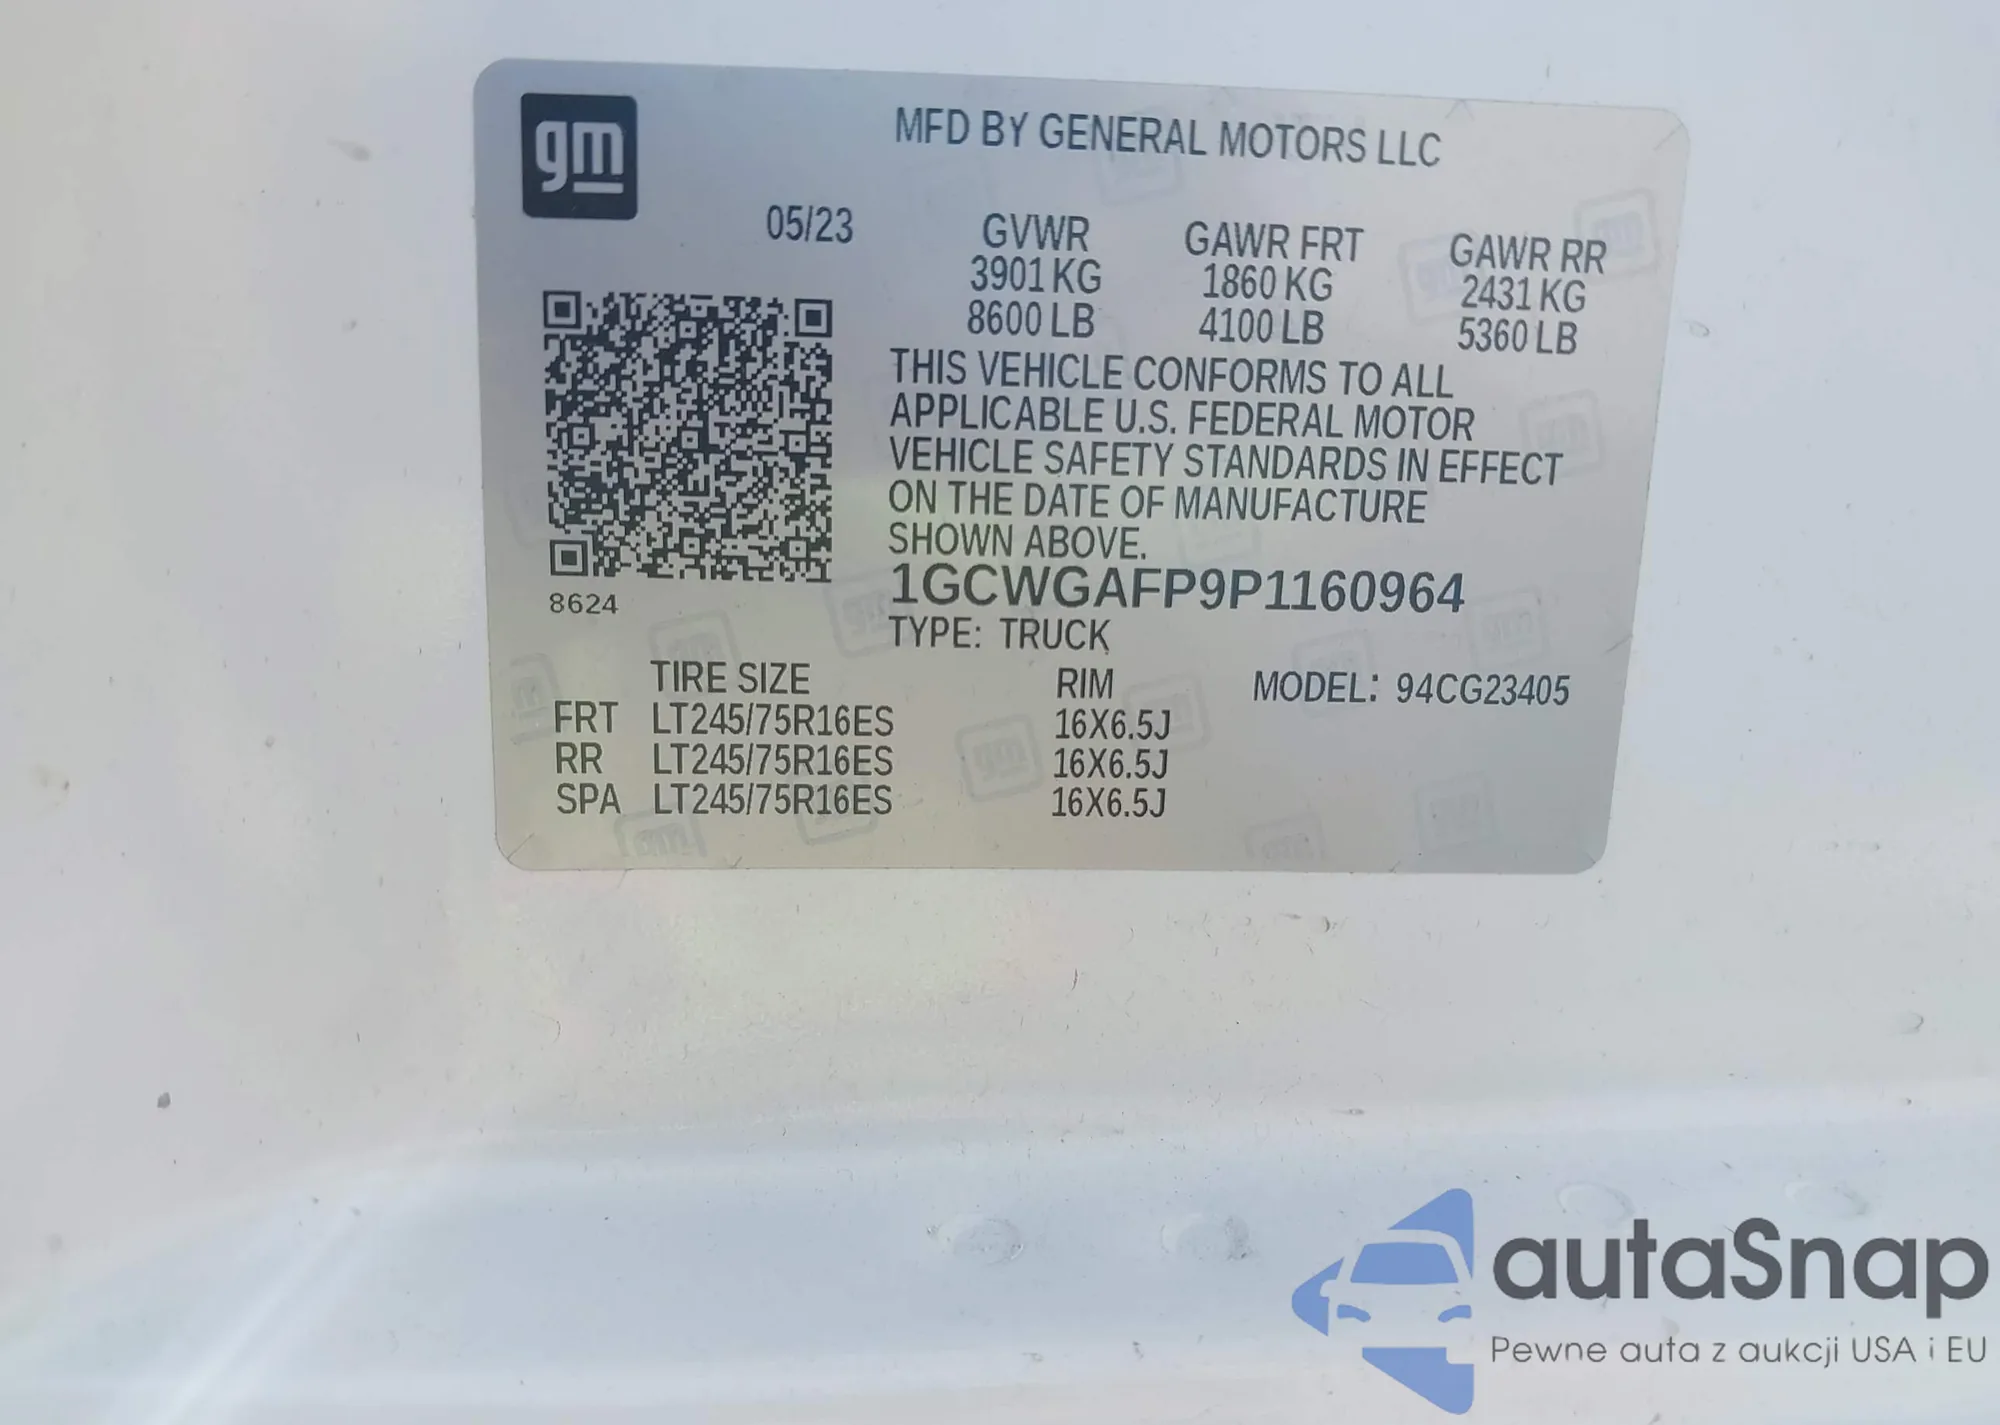 gm
MFD BY GENERAL MOTORS LLC
05/23
GVWR GAWR FRT GAWR RR
3901 KG 1860 KG 2431 KG
8600 LB 4100 LB 5360 LB
THIS VEHICLE CONFORMS TO ALL
APPLICABLE U.S. FEDERAL MOTOR
VEHICLE SAFETY STANDARDS IN EFFECT
ON THE DATE OF MANUFACTURE
SHOWN ABOVE.
1GCWGAFP9P1160964
8624
TYPE: TRUCK
TIRE SIZE RIM MODEL: 94CG23405
FRT LT245/75R16ES 16X6.5J
RR LT245/75R16ES 16X6.5J
SPA LT245/75R16ES 16X6.5J
autaSnap
Pewne auta z aukcji USA i EU